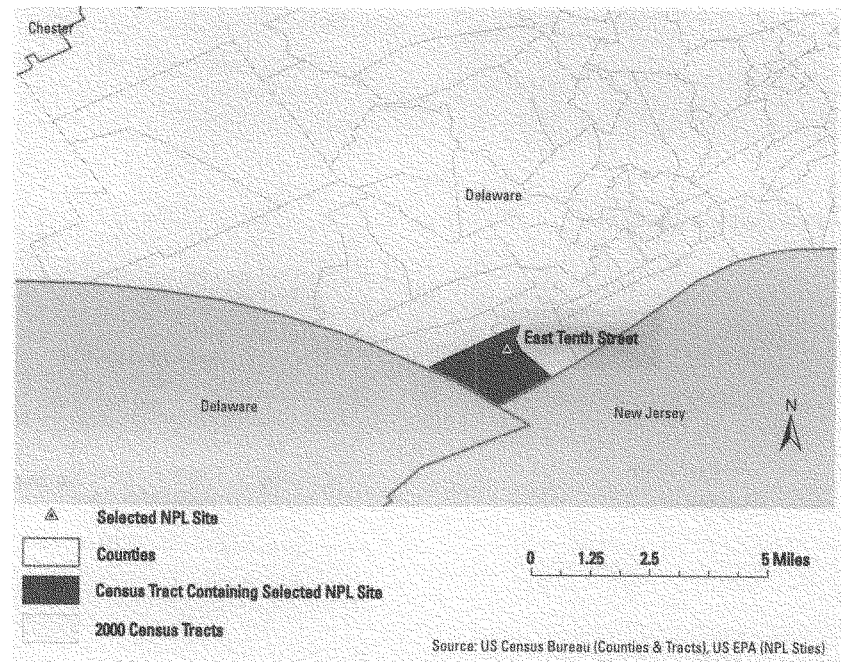 Chester
Delaware
East Tenth Street
Delaware
New Jersey
N
Selected NPL Site
Counties
Census Tract Containing Selected NPL Site
2000 Census Tracts
0 1.25 2.5 5 Miles
Source: US Census Bureau (Counties & Tracts), US EPA (NPL Sties)